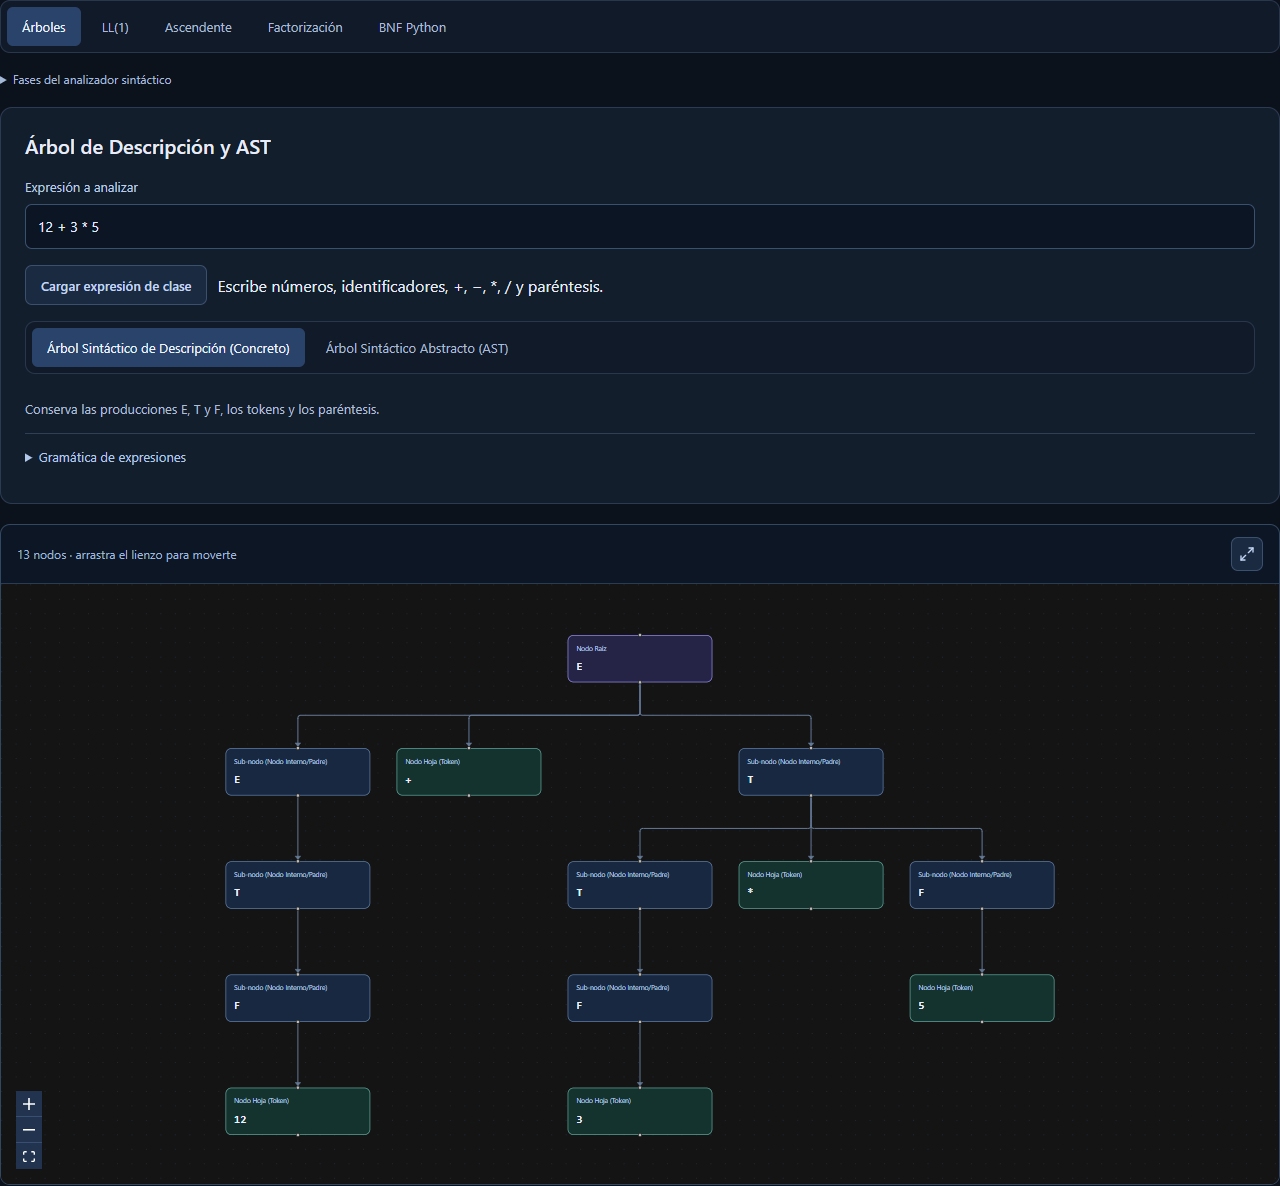 Árboles LL(1) Ascendente Factorización BNF Python
Fases del analizador sintáctico
Árbol de Descripción y AST
Expresión a analizar
12 + 3 * 5
Cargar expresión de clase Escribe números, identificadores, +, −, *, / y paréntesis.
Árbol Sintáctico de Descripción (Concreto) Árbol Sintáctico Abstracto (AST)
Conserva las producciones E, T y F, los tokens y los paréntesis.
Gramática de expresiones
13 nodos · arrastra el lienzo para moverte
Nodo Raíz
E
Sub-nodo (Nodo Interno/Padre) Nodo Hoja (Token) Sub-nodo (Nodo Interno/Padre)
E + T
Sub-nodo (Nodo Interno/Padre) Sub-nodo (Nodo Interno/Padre) Nodo Hoja (Token) Sub-nodo (Nodo Interno/Padre)
T T * F
Sub-nodo (Nodo Interno/Padre) Sub-nodo (Nodo Interno/Padre) Nodo Hoja (Token)
F F 5
Nodo Hoja (Token) Nodo Hoja (Token)
12 3